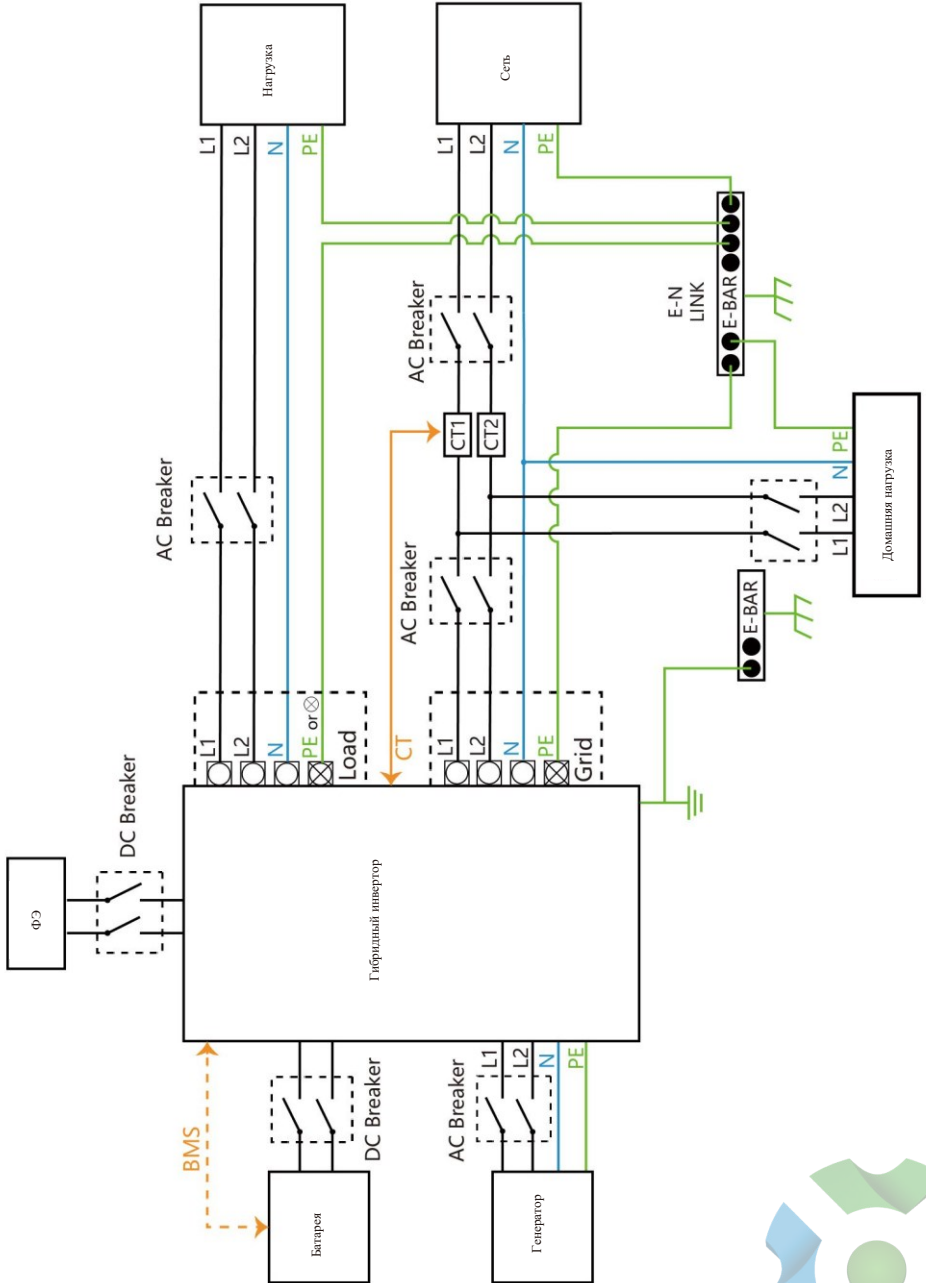 Нагрузка
L1
L2
N
PE
Сеть
L1
L2
N
PE
AC Breaker
AC Breaker
AC Breaker
CT1
CT2
E-N
LINK
E-BAR
E-BAR
PE
N
L2
L1
Домашняя нагрузка
L1
L2
N
PE or
Load
CT
L1
L2
N
PE
Grid
DC Breaker
ФЭ
Гибридный инвертор
BMS
DC Breaker
Батарея
AC Breaker
L1
L2
N
PE
Генератор